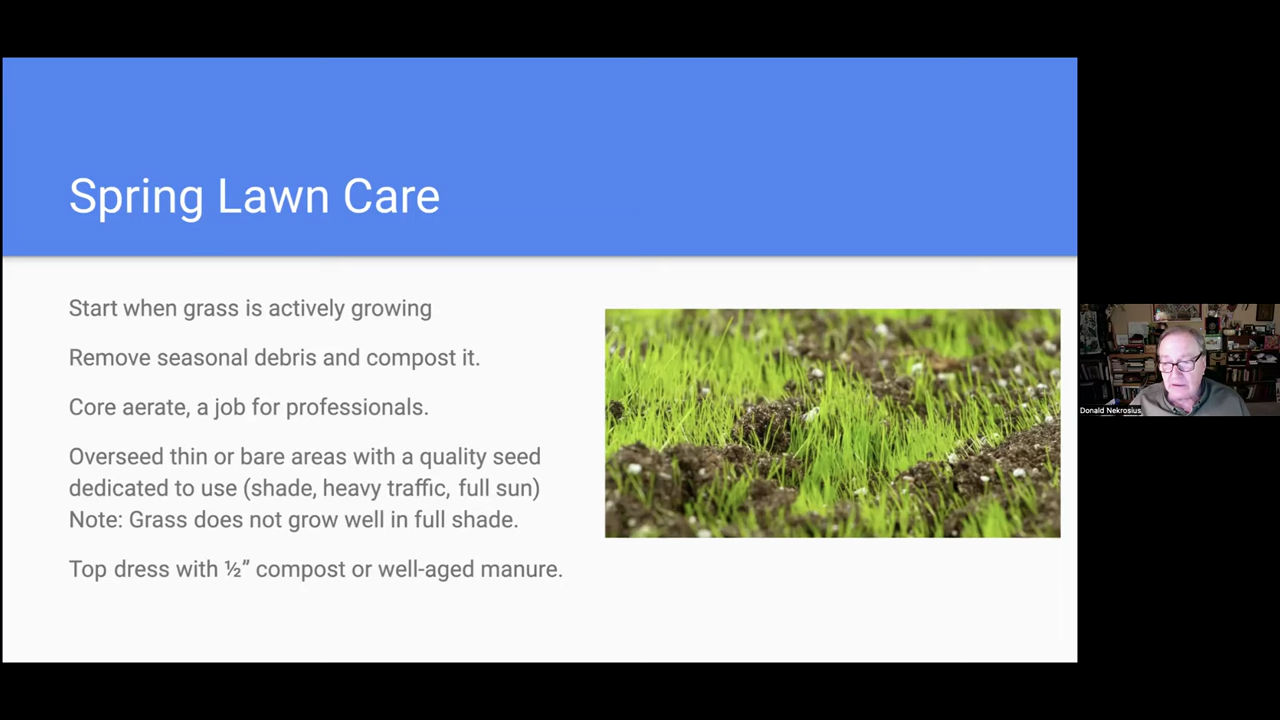 Spring Lawn Care
Start when grass is actively growing
Remove seasonal debris and compost it.
Core aerate, a job for professionals.
Overseed thin or bare areas with a quality seed
dedicated to use (shade, heavy traffic, full sun)
Note: Grass does not grow well in full shade.
Top dress with ½” compost or well-aged manure.
Donald Nekrosius